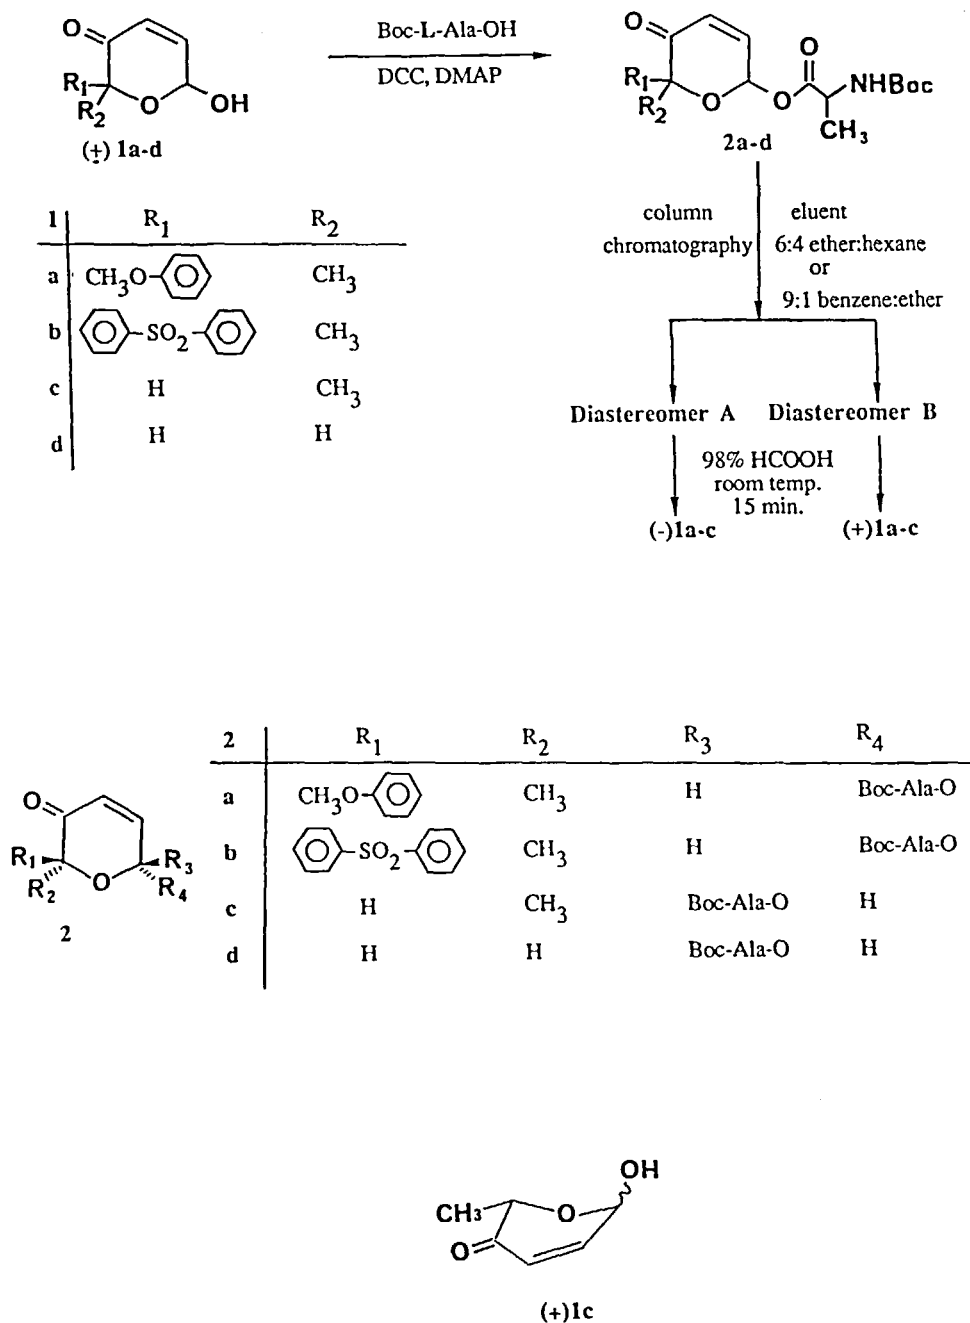 O
O
R₁
R₂
O
OH
(±) 1a-d
Boc-L-Ala-OH
DCC, DMAP
O
R₁
R₂
O
O
O
NHBoc
CH₃
2a-d
1 R₁ R₂
a CH₃O CH₃
b SO₂ CH₃
c H CH₃
d H H
column eluent
chromatography 6:4 ether:hexane
or
9:1 benzene:ether
Diastereomer A Diastereomer B
98% HCOOH
room temp.
15 min.
(-)1a-c (+)1a-c
O
R₁
R₂
O
R₃
R₄
2
2 R₁ R₂ R₃ R₄
a CH₃O CH₃ H Boc-Ala-O
b SO₂ CH₃ H Boc-Ala-O
c H CH₃ Boc-Ala-O H
d H H Boc-Ala-O H
OH
CH₃
O
O
(+)1c